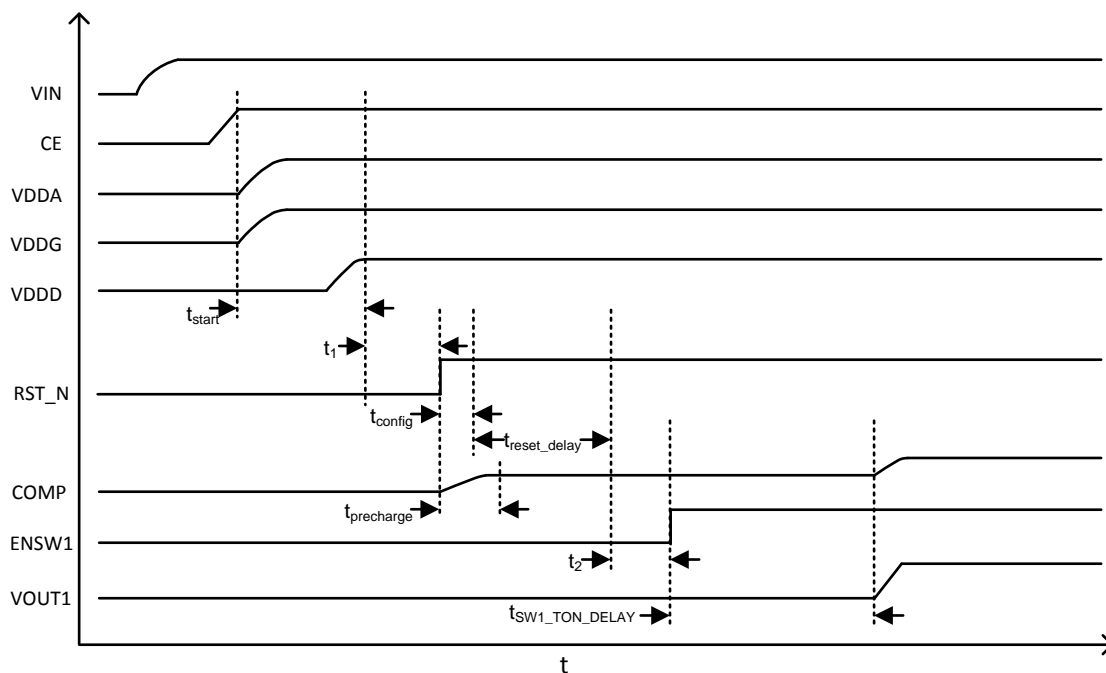 VIN
CE
VDDA
VDDG
VDDD
tstart
t1
RST_N
tconfig
treset_delay
COMP
tprecharge
ENSW1
t2
VOUT1
tSW1_TON_DELAY
t